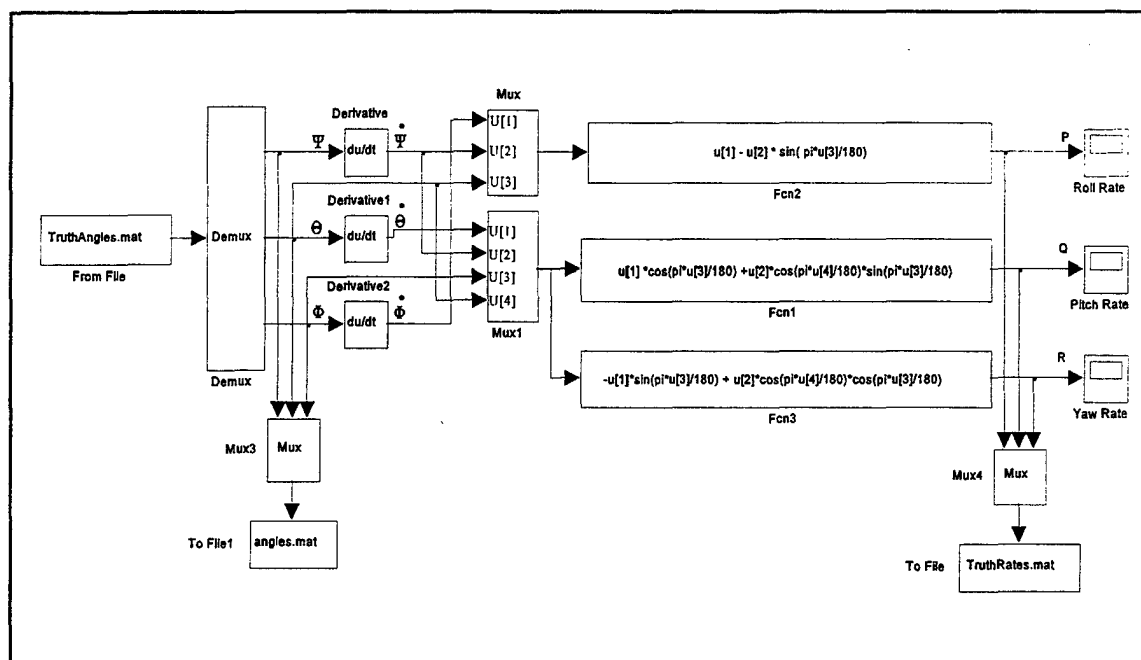 Mux
Derivative
Ψ
du/dt
Ψ̇
U[1]
U[2]
U[3]
u[1] - u[2] * sin( pi*u[3]/180)
Fcn2
P
Roll Rate
TruthAngles.mat
From File
Demux
Demux
Derivative1
Θ
du/dt
Θ̇
U[1]
U[2]
U[3]
U[4]
Mux1
u[1] *cos(pi*u[3]/180) +u[2]*cos(pi*u[4]/180)*sin(pi*u[3]/180)
Fcn1
Q
Pitch Rate
Derivative2
Φ
du/dt
Φ̇
-u[1]*sin(pi*u[3]/180) + u[2]*cos(pi*u[4]/180)*cos(pi*u[3]/180)
Fcn3
R
Yaw Rate
Mux3
Mux
To File1
angles.mat
Mux4
Mux
To File
TruthRates.mat